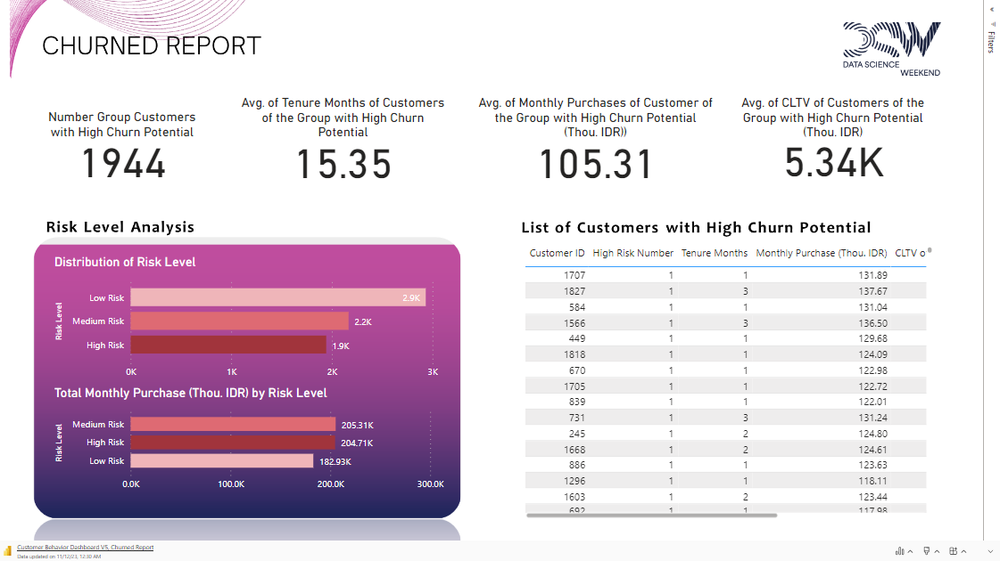 CHURNED REPORT
DATA SCIENCE
WEEKEND
Filters
Number Group Customers
with High Churn Potential
1944
Avg. of Tenure Months of Customers
of the Group with High Churn
Potential
15.35
Avg. of Monthly Purchases of Customer of
the Group with High Churn Potential
(Thou. IDR))
105.31
Avg. of CLTV of Customers of the
Group with High Churn Potential
(Thou. IDR)
5.34K
Risk Level Analysis
Distribution of Risk Level
Risk Level
Low Risk 2.9K
Medium Risk 2.2K
High Risk 1.9K
0K 1K 2K 3K
Total Monthly Purchase (Thou. IDR) by Risk Level
Risk Level
Medium Risk 205.31K
High Risk 204.71K
Low Risk 182.93K
0.0K 100.0K 200.0K 300.0K
List of Customers with High Churn Potential
Customer ID High Risk Number Tenure Months Monthly Purchase (Thou. IDR) CLTV o
1707 1 1 131.89
1827 1 3 137.67
584 1 1 131.04
1566 1 3 136.50
449 1 1 129.68
1818 1 1 124.09
670 1 1 122.98
1705 1 1 122.72
839 1 1 122.01
731 1 3 131.24
245 1 2 124.80
1668 1 2 124.61
886 1 1 123.63
1296 1 1 118.11
1603 1 2 123.44
692 1 1 117.98
Customer Behavior Dashboard V5, Churned Report
Data updated on 11/12/23, 12:30 AM